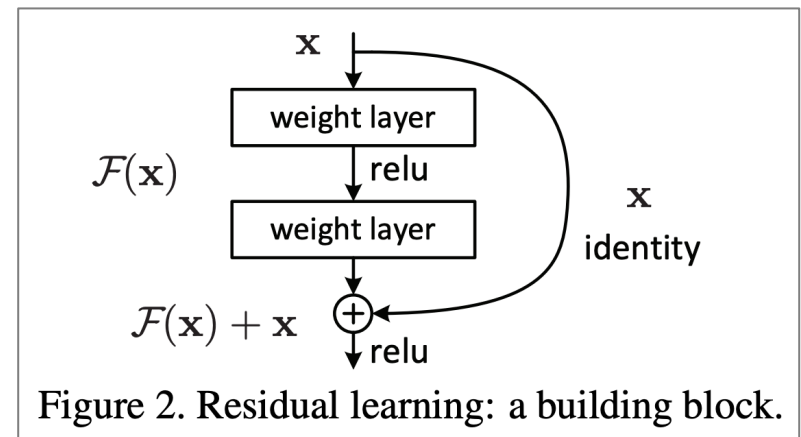 x
weight layer
F(x)
relu
x
weight layer
identity
F(x) + x
+
relu
Figure 2. Residual learning: a building block.